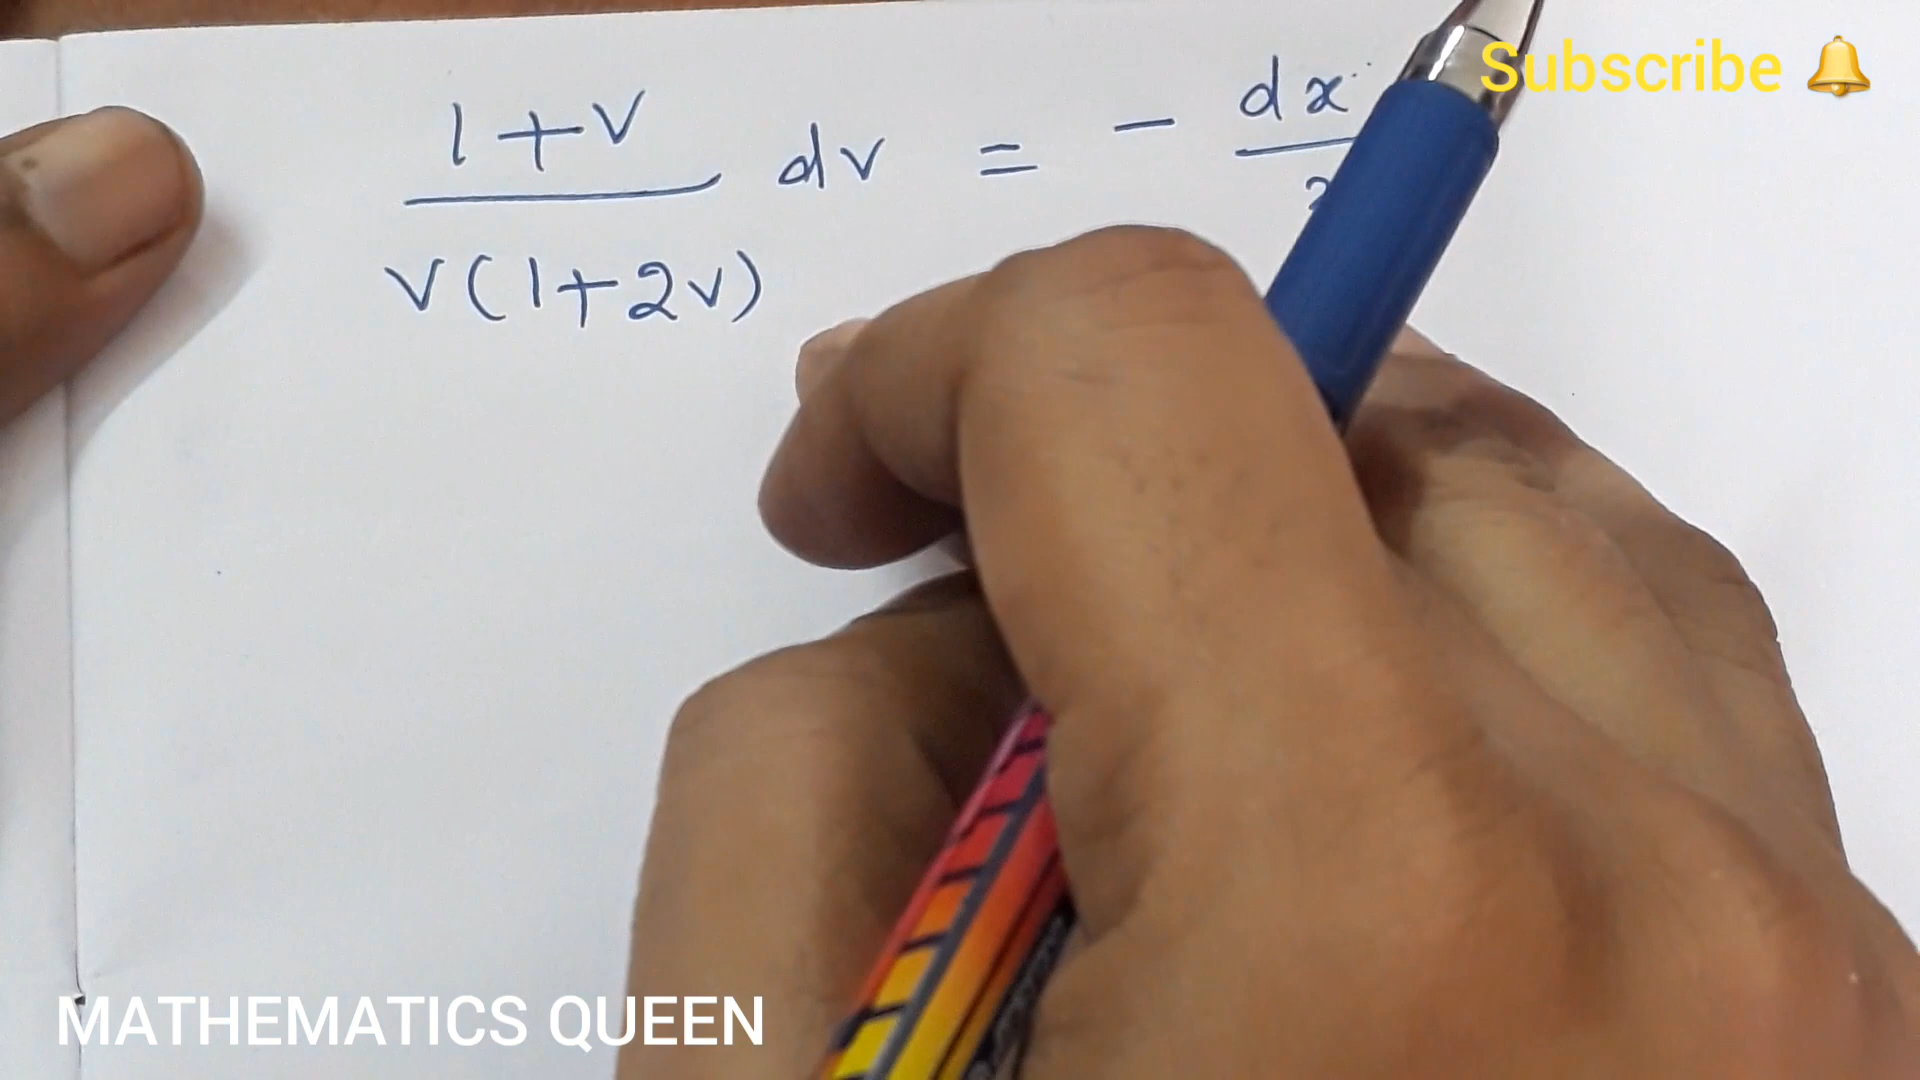 Subscribe 🔔
1+v dv = - dx
v(1+2v)
MATHEMATICS QUEEN